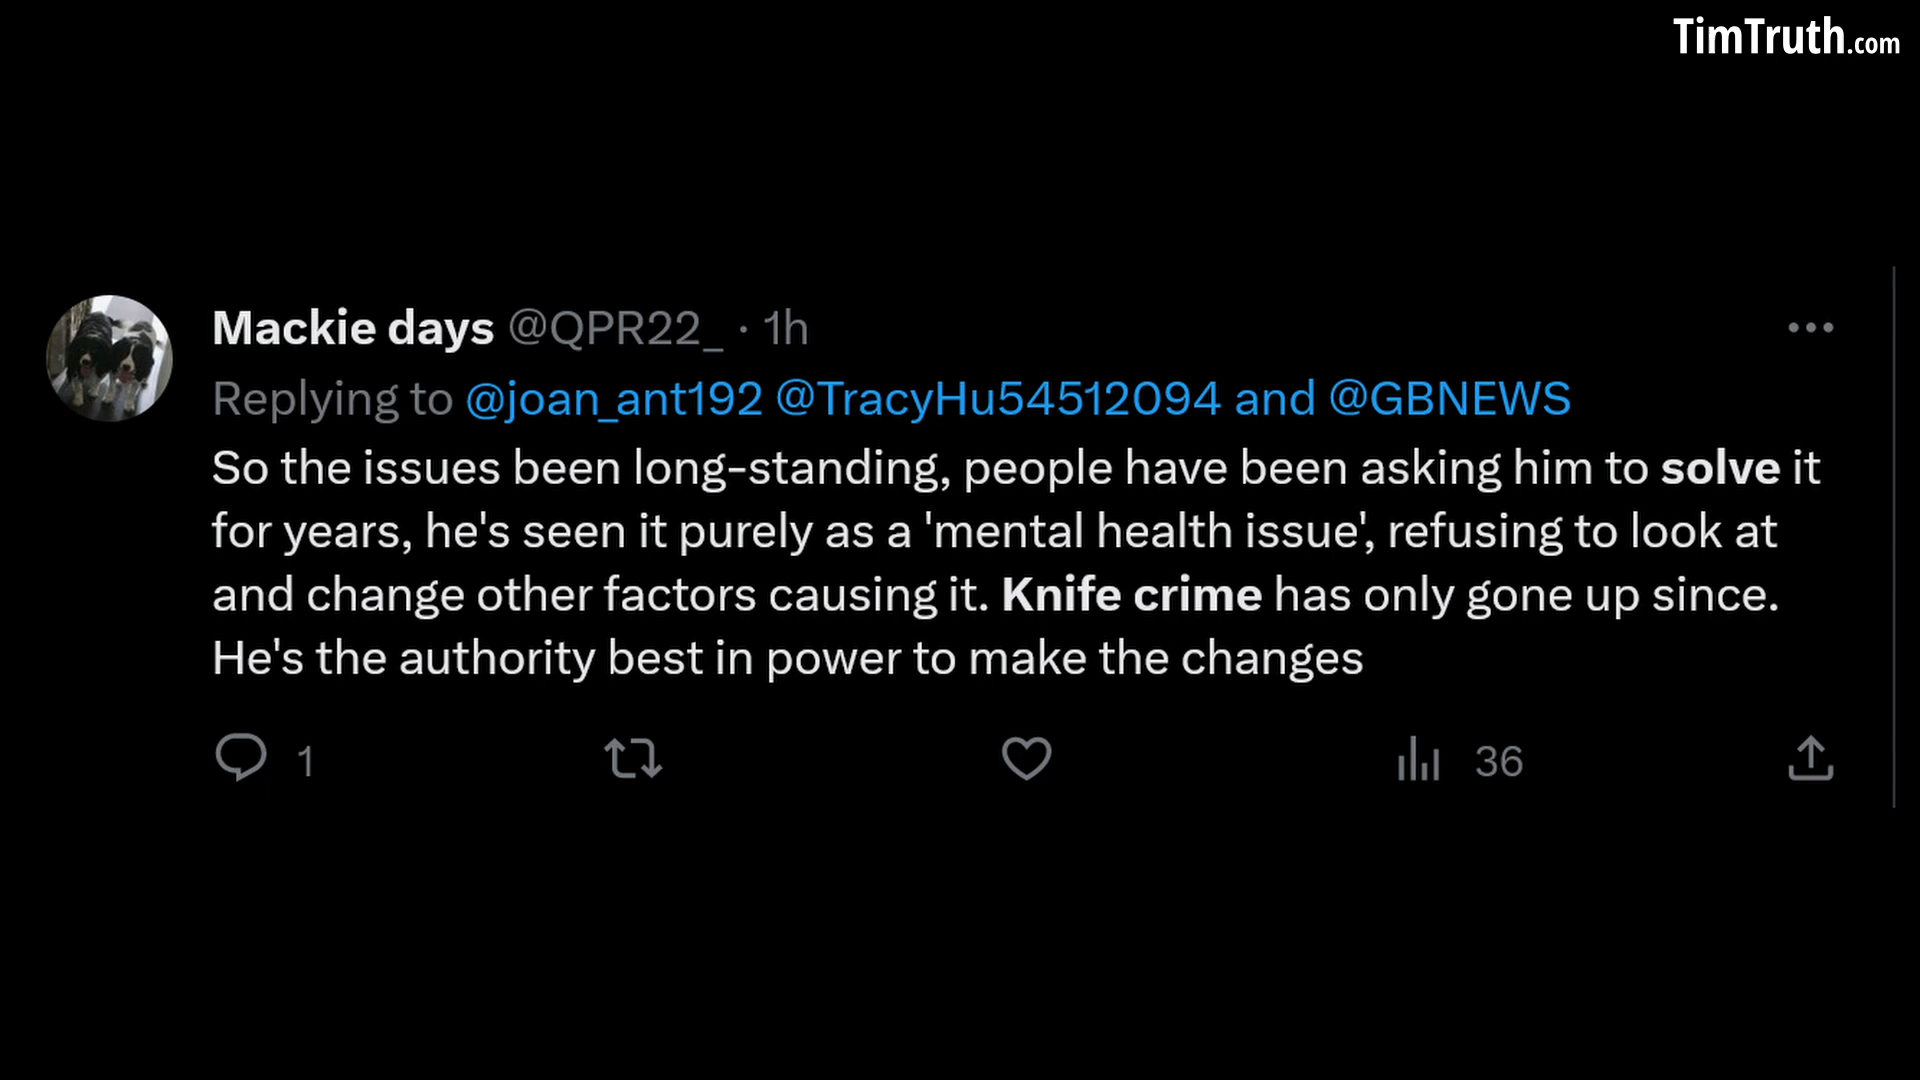 TimTruth.com
Mackie days @QPR22_ · 1h
Replying to @joan_ant192 @TracyHu54512094 and @GBNEWS
So the issues been long-standing, people have been asking him to solve it
for years, he's seen it purely as a 'mental health issue', refusing to look at
and change other factors causing it. Knife crime has only gone up since.
He's the authority best in power to make the changes
1 36